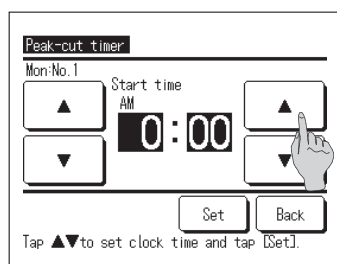 Peak-cut timer
Mon:No.1
Start time
AM
▲ 0:00 ▲
▼ ▼
Set Back
Tap ▲▼to set clock time and tap [Set].